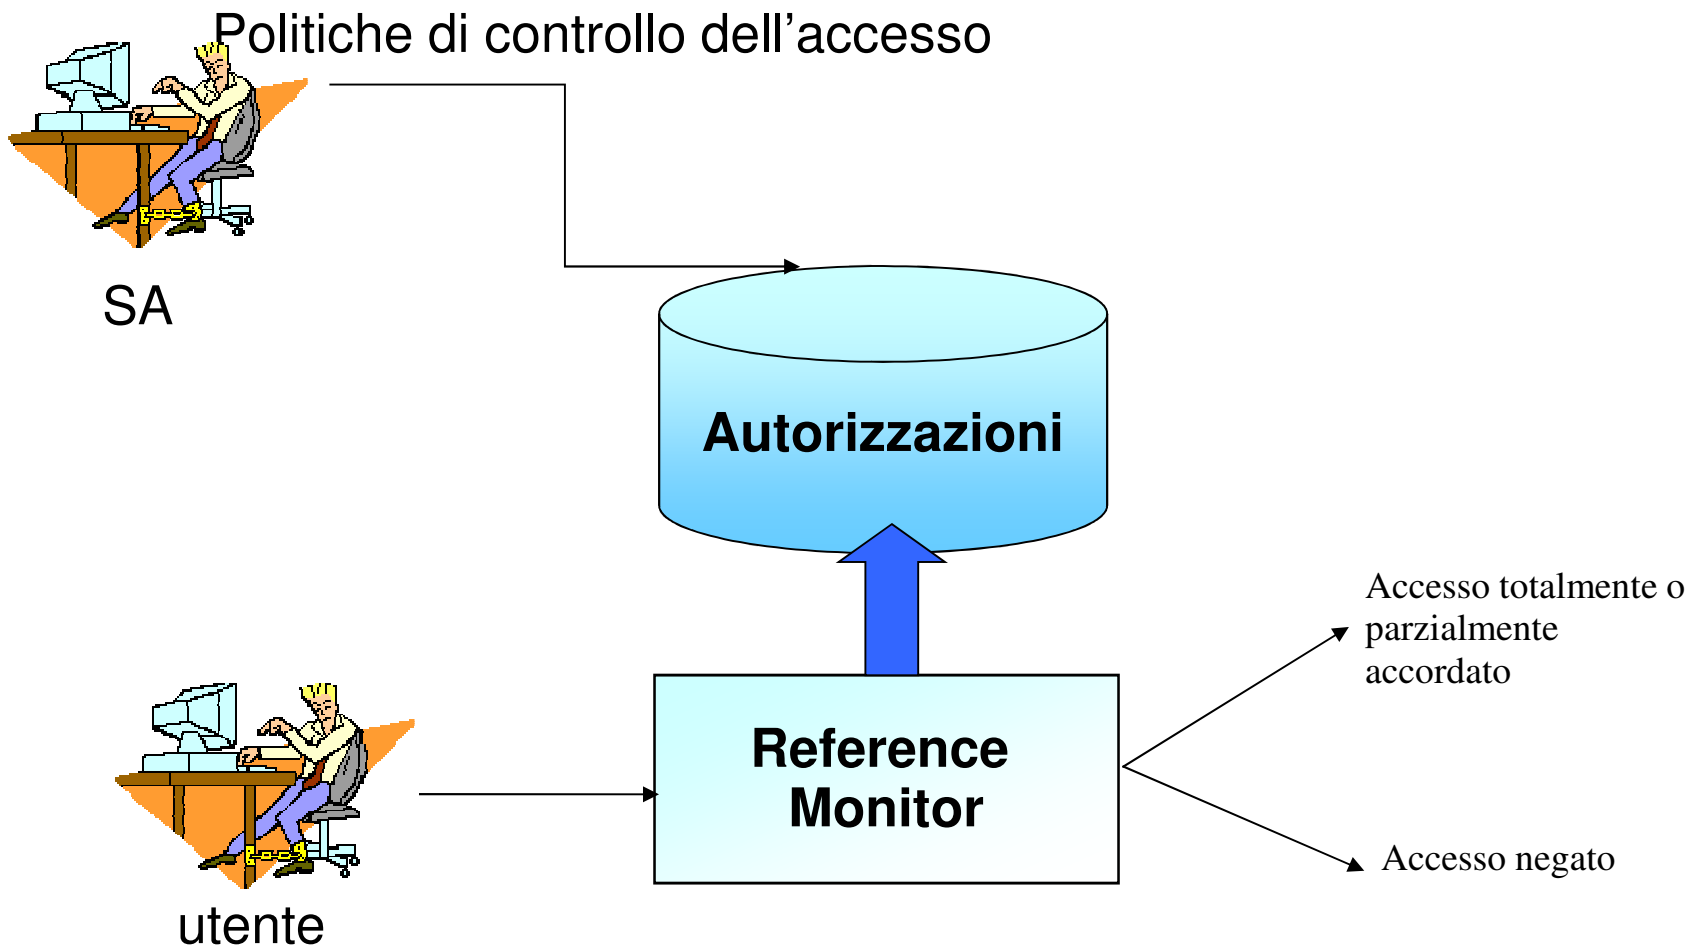 Politiche di controllo dell'accesso
SA
Autorizzazioni
Accesso totalmente o
parzialmente
accordato
Reference
Monitor
Accesso negato
utente